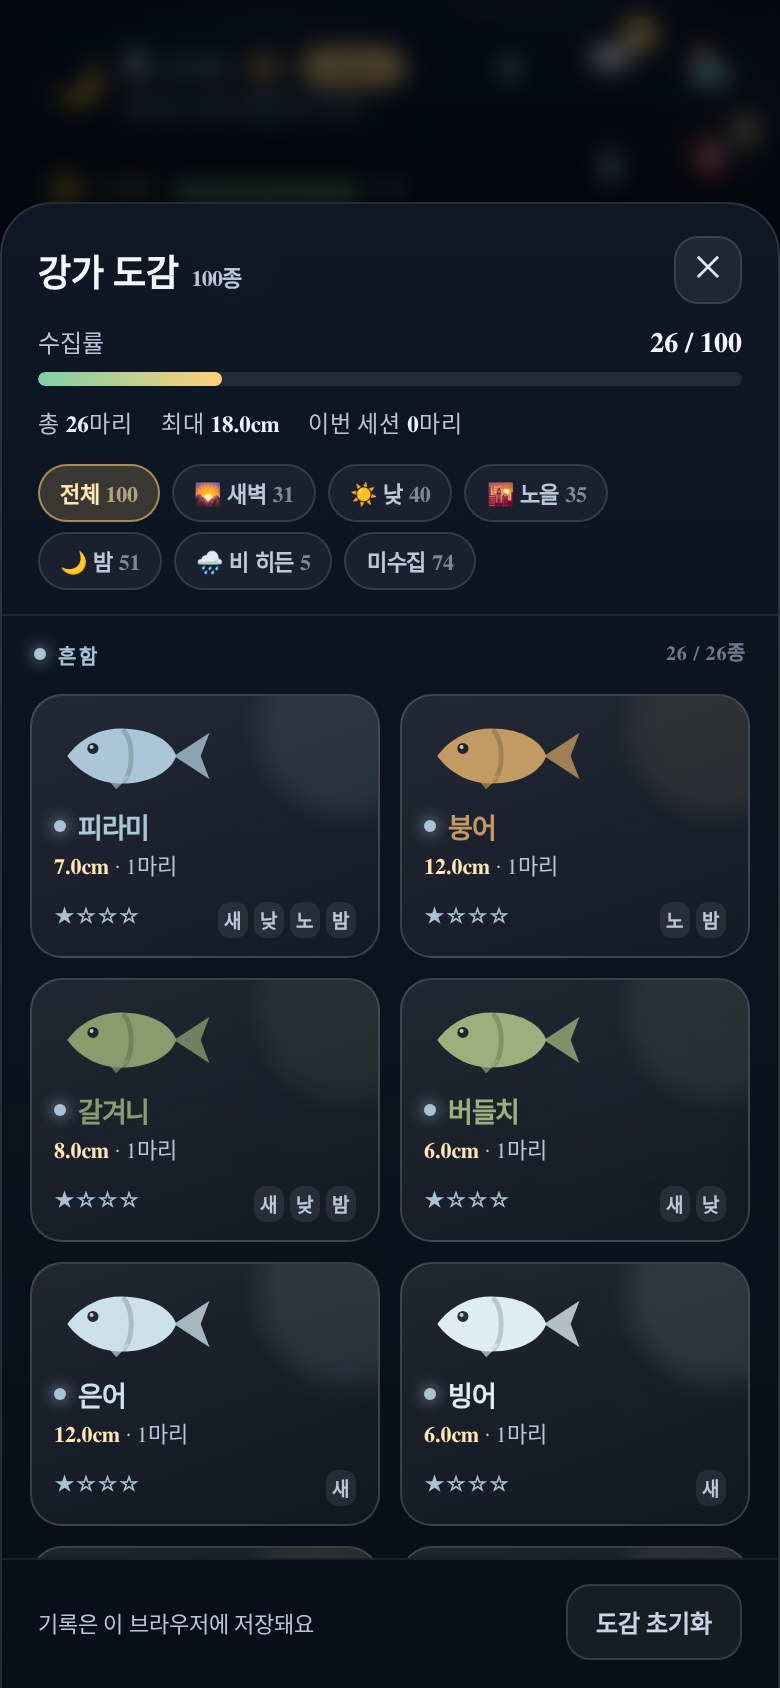 강가 도감 100종
수집률 26 / 100
총 26마리 최대 18.0cm 이번 세션 0마리
전체 100 🌄 새벽 31 ☀️ 낮 40 🌇 노을 35
🌙 밤 51 🌧️ 비 히든 5 미수집 74
흔함 26 / 26종
피라미 붕어
7.0cm · 1마리 12.0cm · 1마리
★☆☆☆ 새 낮 노 밤 ★☆☆☆ 노 밤
갈겨니 버들치
8.0cm · 1마리 6.0cm · 1마리
★☆☆☆ 새 낮 밤 ★☆☆☆ 새 낮
은어 빙어
12.0cm · 1마리 6.0cm · 1마리
★☆☆☆ 새 ★☆☆☆ 새
기록은 이 브라우저에 저장돼요 도감 초기화